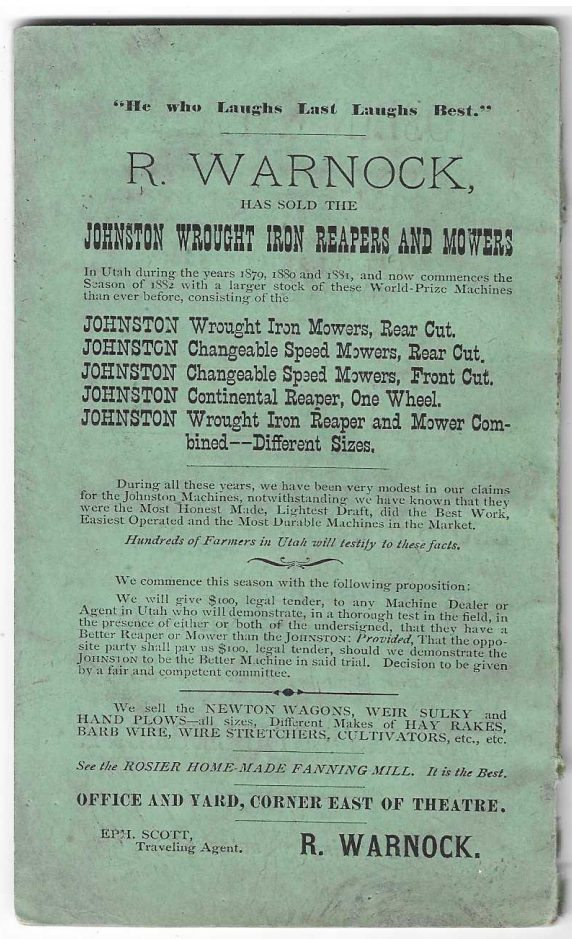 "He who Laughs Last Laughs Best."
R. WARNOCK,
HAS SOLD THE
JOHNSTON WROUGHT IRON REAPERS AND MOWERS
In Utah during the years 1879, 1880 and 1881, and now commences the
Season of 1882 with a larger stock of these World-Prize Machines
than ever before, consisting of the
JOHNSTON Wrought Iron Mowers, Rear Cut.
JOHNSTON Changeable Speed Mowers, Rear Cut.
JOHNSTON Changeable Speed Mowers, Front Cut.
JOHNSTON Continental Reaper, One Wheel.
JOHNSTON Wrought Iron Reaper and Mower Com-
bined--Different Sizes.
During all these years, we have been very modest in our claims
for the Johnston Machines, notwithstanding we have known that they
were the Most Honest Made, Lightest Draft, did the Best Work,
Easiest Operated and the Most Durable Machines in the Market.
Hundreds of Farmers in Utah will testify to these facts.
We commence this season with the following proposition:
We will give $100, legal tender, to any Machine Dealer or
Agent in Utah who will demonstrate, in a thorough test in the field, in
the presence of either or both of the undersigned, that they have a
Better Reaper or Mower than the JOHNSTON: Provided, That the oppo-
site party shall pay us $100, legal tender, should we demonstrate the
JOHNSTON to be the Better Machine in said trial. Decision to be given
by a fair and competent committee.
We sell the NEWTON WAGONS, WEIR SULKY and
HAND PLOWS—all sizes, Different Makes of HAY RAKES,
BARB WIRE, WIRE STRETCHERS, CULTIVATORS, etc., etc.
See the ROSIER HOME-MADE FANNING MILL. It is the Best.
OFFICE AND YARD, CORNER EAST OF THEATRE.
EPH. SCOTT,
Traveling Agent.
R. WARNOCK.